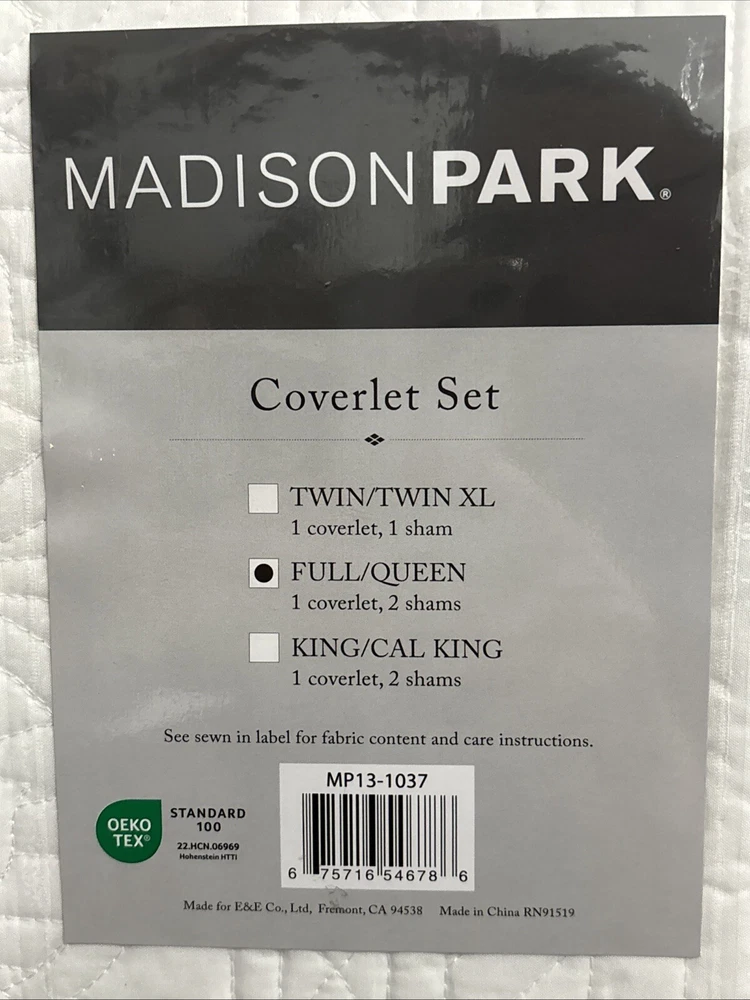 MADISONPARK®
Coverlet Set
TWIN/TWIN XL
1 coverlet, 1 sham
FULL/QUEEN
1 coverlet, 2 shams
KING/CAL KING
1 coverlet, 2 shams
See sewn in label for fabric content and care instructions.
MP13-1037
6 75716 54678 6
OEKO
TEX®
STANDARD
100
22.HCN.06969
Hohenstein HTTI
Made for E&E Co., Ltd, Fremont, CA 94538 Made in China RN91519